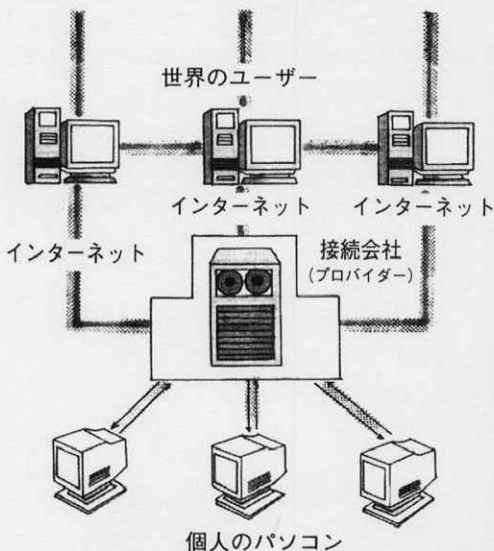 世界のユーザー
インターネット
インターネット
インターネット
接続会社
(プロバイダー)
個人のパソコン